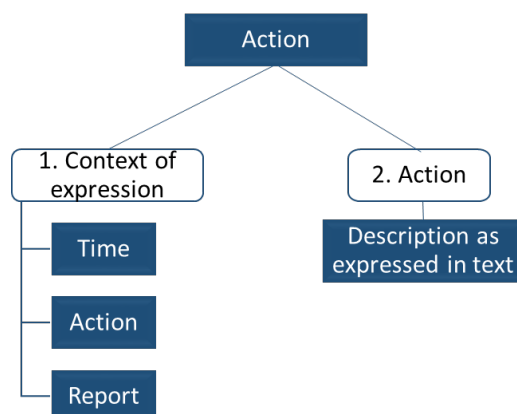 Action
1. Context of
expression
2. Action
Time
Description as
expressed in text
Action
Report